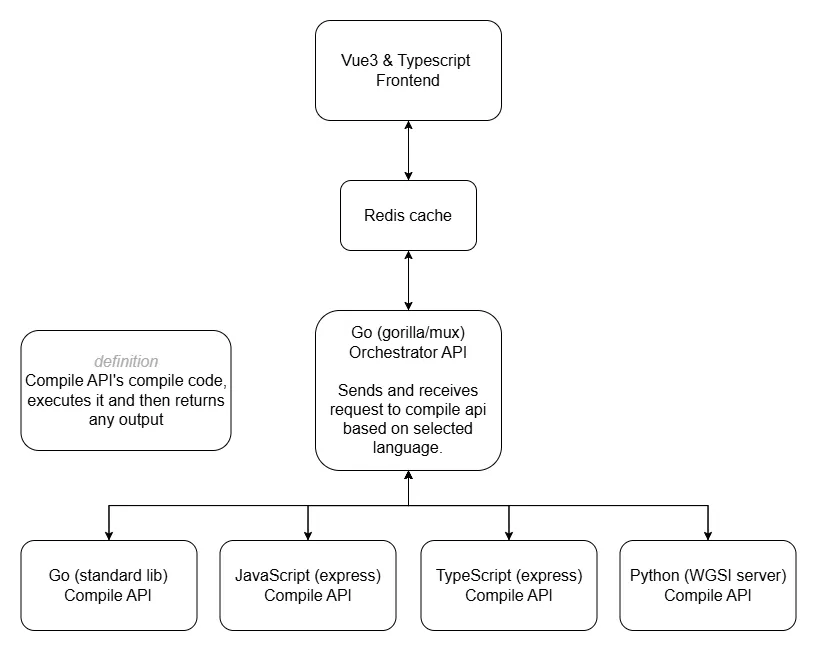 Vue3 & Typescript
Frontend
Redis cache
Go (gorilla/mux)
Orchestrator API
Sends and receives
request to compile api
based on selected
language.
definition
Compile API's compile code,
executes it and then returns
any output
Go (standard lib)
Compile API
JavaScript (express)
Compile API
TypeScript (express)
Compile API
Python (WGSI server)
Compile API